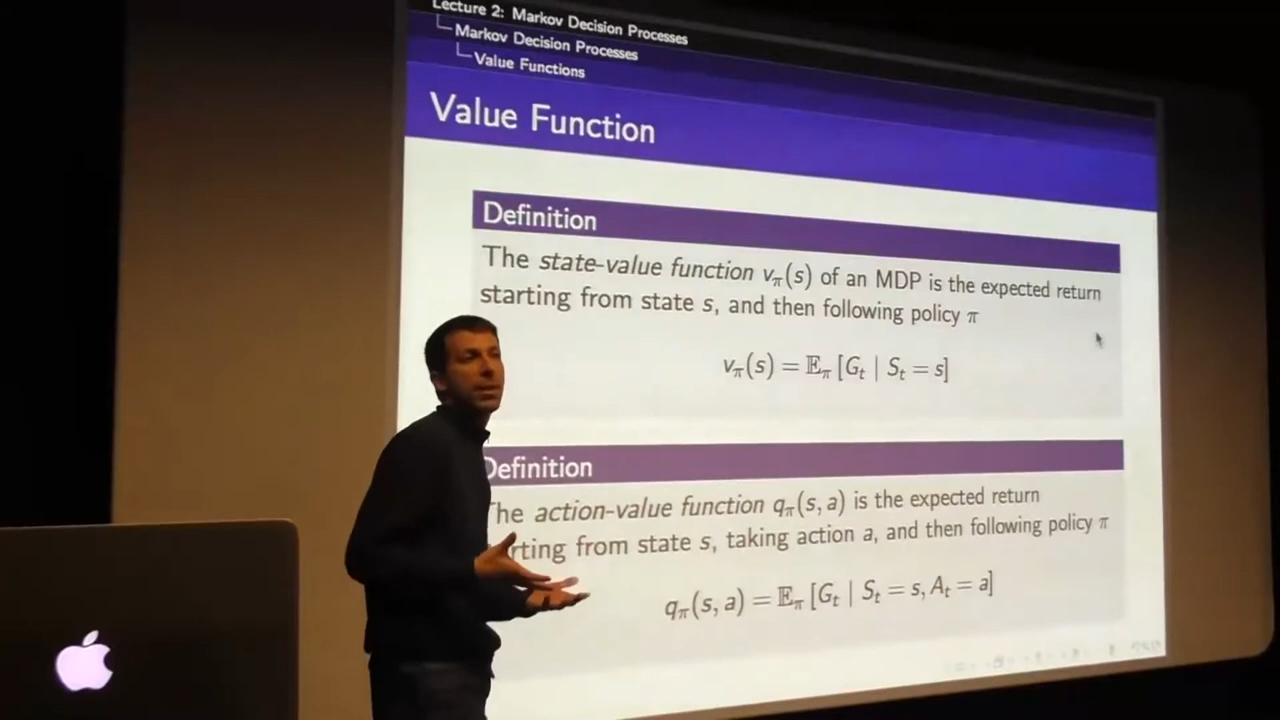 Lecture 2: Markov Decision Processes
Markov Decision Processes
Value Functions
Value Function
Definition
The state-value function vπ(s) of an MDP is the expected return
starting from state s, and then following policy π
vπ(s) = 𝔼π [Gt | St = s]
Definition
The action-value function qπ(s, a) is the expected return
rting from state s, taking action a, and then following policy π
qπ(s, a) = 𝔼π [Gt | St = s, At = a]